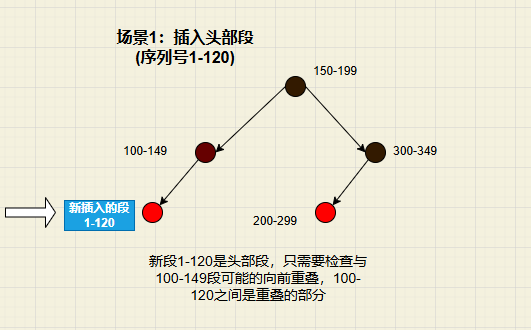 场景1：插入头部段
(序列号1-120)
150-199
100-149
300-349
新插入的段
1-120
200-299
新段1-120是头部段，只需要检查与
100-149段可能的向前重叠，100-
120之间是重叠的部分